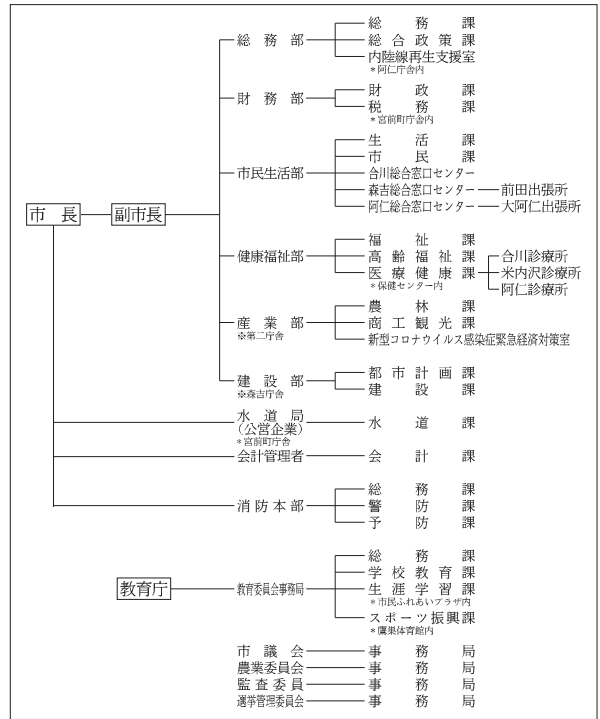 総務課
総務部 総合政策課
内陸線再生支援室
＊阿仁庁舎内
財政課
財務部
税務課
＊宮前町庁舎内
生活課
市民課
市民生活部 合川総合窓口センター
森吉総合窓口センター 前田出張所
阿仁総合窓口センター 大阿仁出張所
市長 副市長
福祉課
健康福祉部 高齢福祉課 合川診療所
医療健康課 米内沢診療所
＊保健センター内
阿仁診療所
農林課
産業部 商工観光課
※第二庁舎
新型コロナウイルス感染症緊急経済対策室
都市計画課
建設部
※森吉庁舎
建設課
水道局
（公営企業） 水道課
＊宮前町庁舎
会計管理者 会計課
総務課
消防本部 警防課
予防課
総務課
学校教育課
教育庁 教育委員会事務局 生涯学習課
＊市民ふれあいプラザ内
スポーツ振興課
＊鷹巣体育館内
市議会 事務局
農業委員会 事務局
監査委員 事務局
選挙管理委員会 事務局